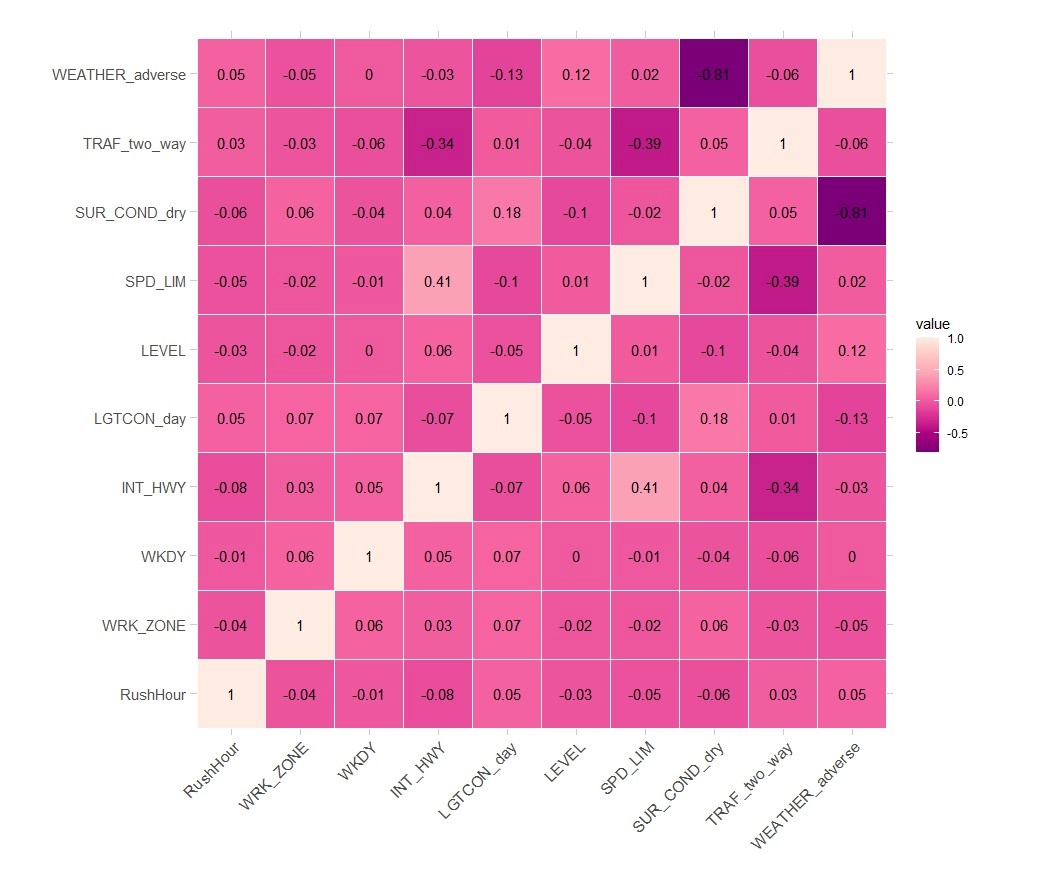 WEATHER_adverse 0.05 -0.05 0 -0.03 -0.13 0.12 0.02 -0.81 -0.06 1
TRAF_two_way 0.03 -0.03 -0.06 -0.34 0.01 -0.04 -0.39 0.05 1 -0.06
SUR_COND_dry -0.06 0.06 -0.04 0.04 0.18 -0.1 -0.02 1 0.05 -0.81
SPD_LIM -0.05 -0.02 -0.01 0.41 -0.1 0.01 1 -0.02 -0.39 0.02
LEVEL -0.03 -0.02 0 0.06 -0.05 1 0.01 -0.1 -0.04 0.12
LGTCON_day 0.05 0.07 0.07 -0.07 1 -0.05 -0.1 0.18 0.01 -0.13
INT_HWY -0.08 0.03 0.05 1 -0.07 0.06 0.41 0.04 -0.34 -0.03
WKDY -0.01 0.06 1 0.05 0.07 0 -0.01 -0.04 -0.06 0
WRK_ZONE -0.04 1 0.06 0.03 0.07 -0.02 -0.02 0.06 -0.03 -0.05
RushHour 1 -0.04 -0.01 -0.08 0.05 -0.03 -0.05 -0.06 0.03 0.05
RushHour WRK_ZONE WKDY INT_HWY LGTCON_day LEVEL SPD_LIM SUR_COND_dry TRAF_two_way WEATHER_adverse
value
1.0
0.5
0.0
-0.5